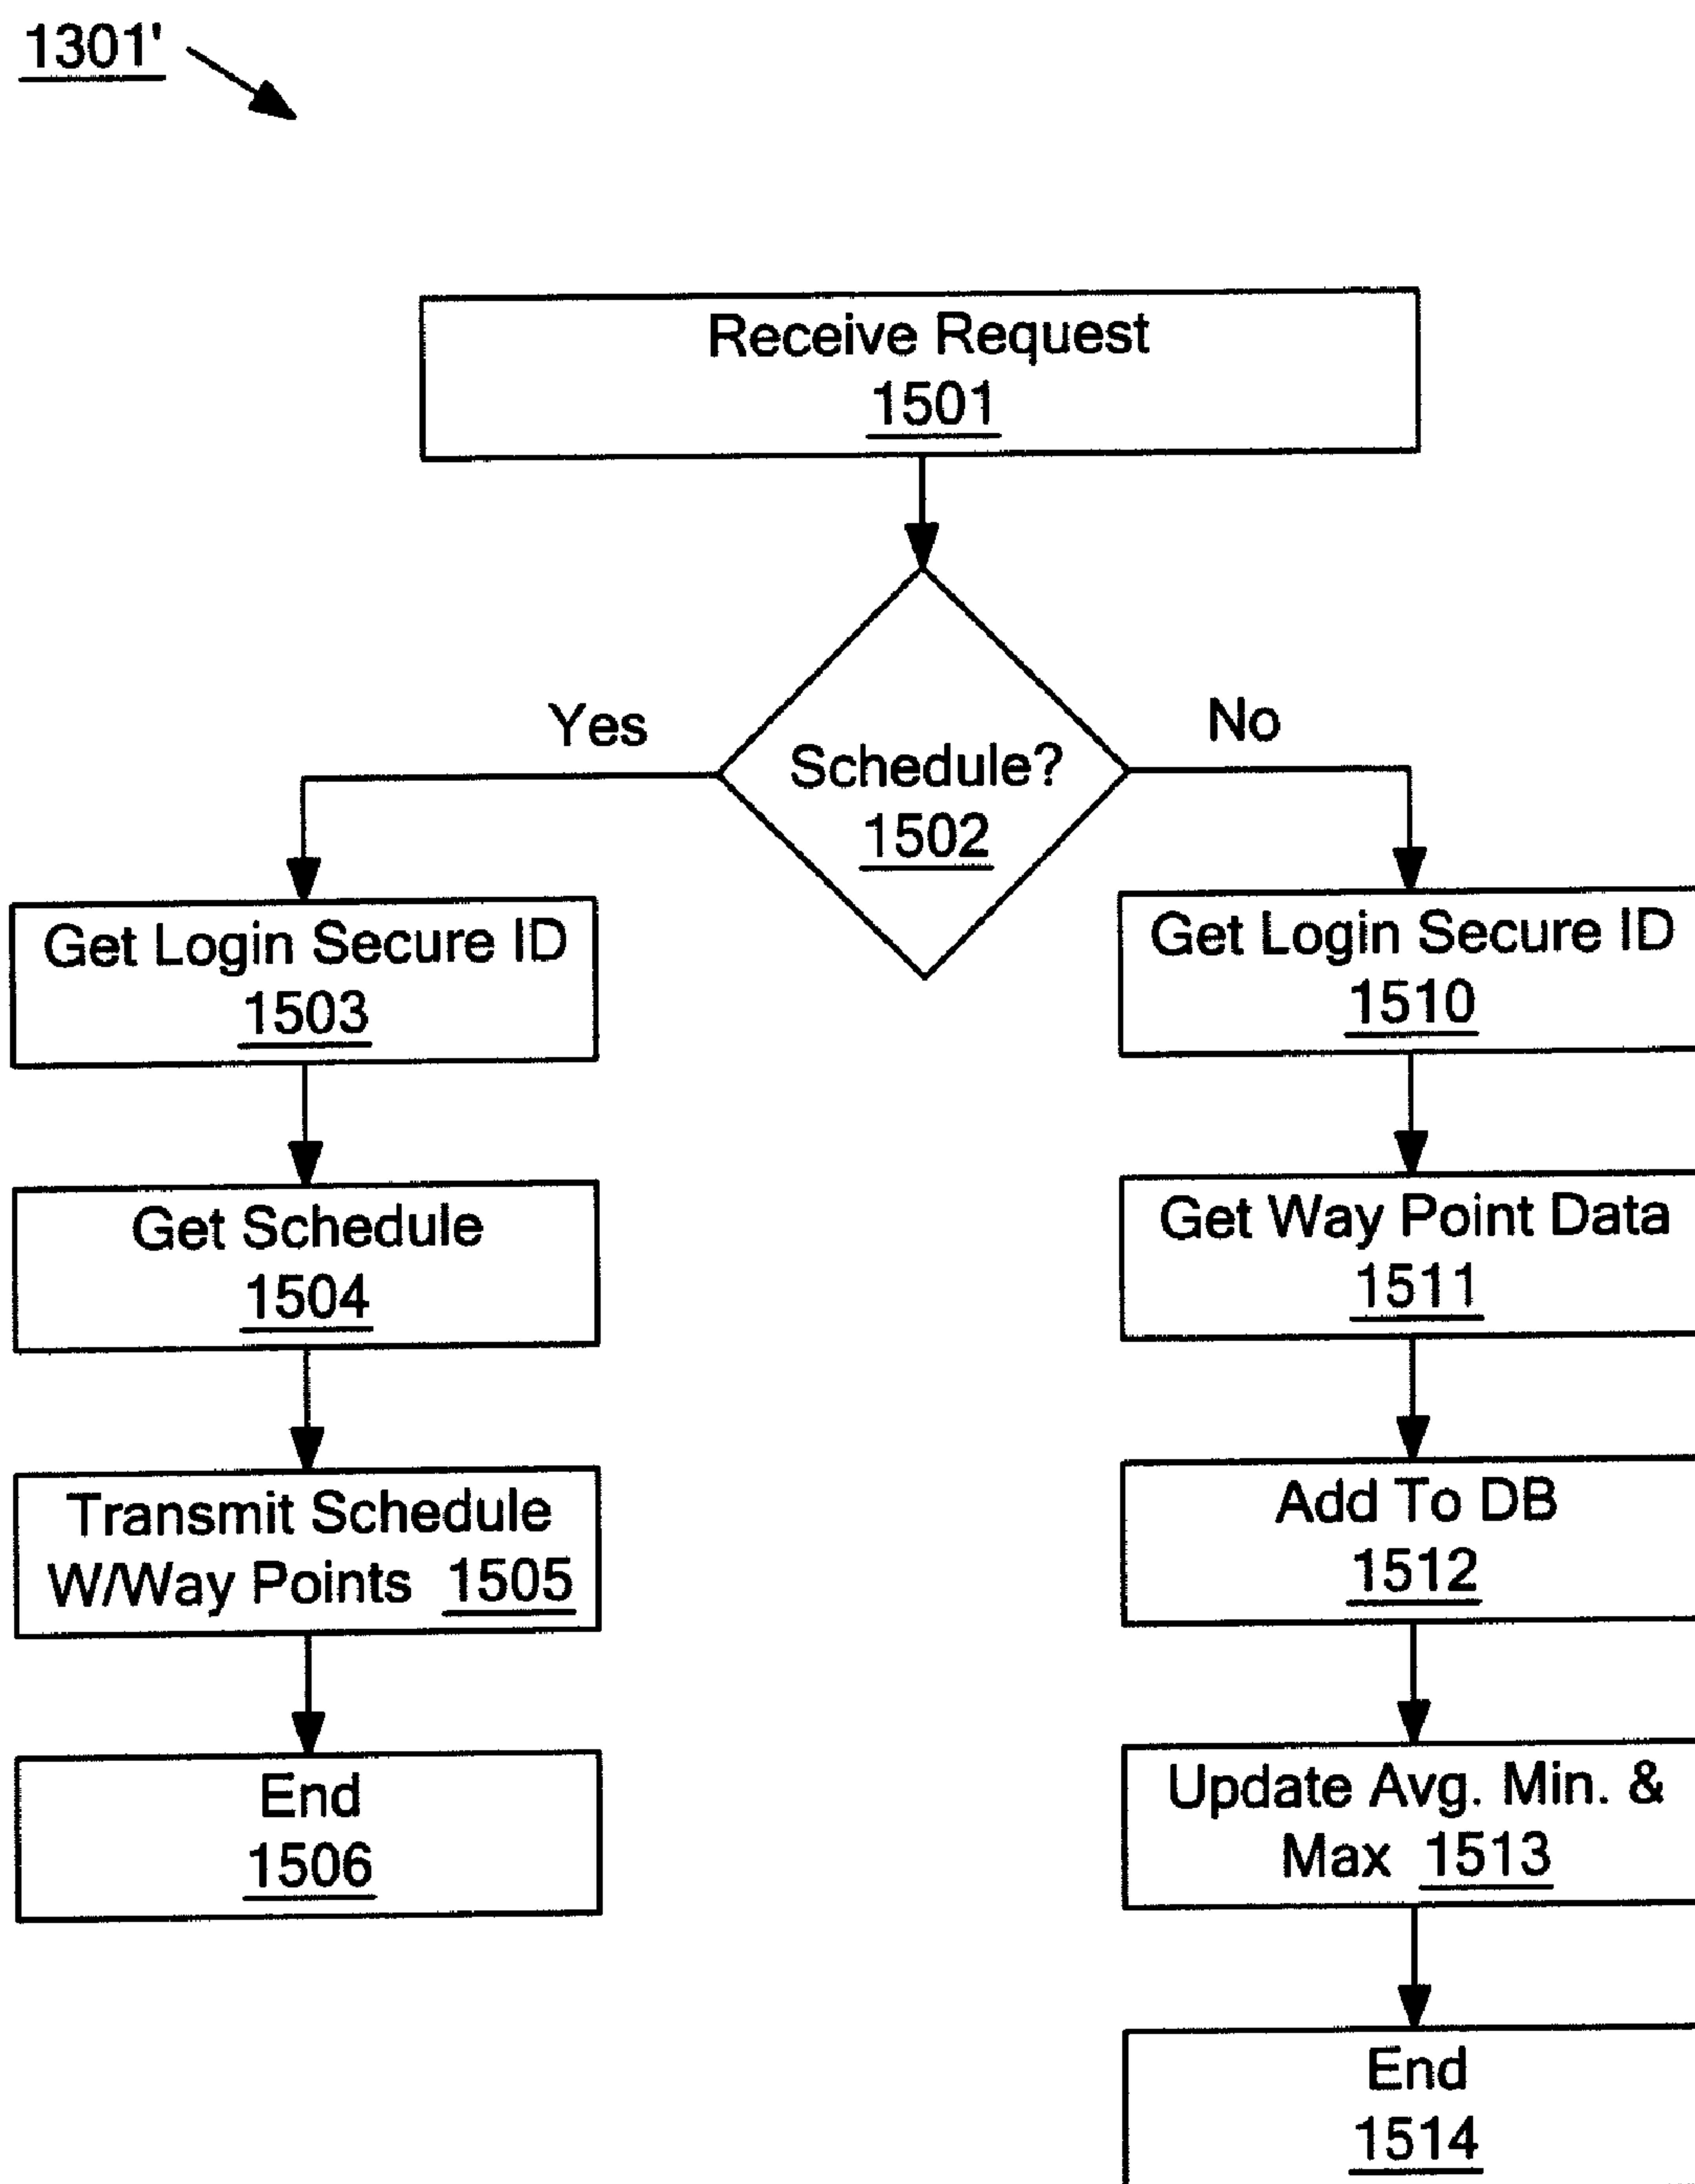 1301'
Receive Request
1501
Yes
No
Schedule?
1502
Get Login Secure ID
1503
Get Schedule
1504
Transmit Schedule
W/Way Points 1505
End
1506
Get Login Secure ID
1510
Get Way Point Data
1511
Add To DB
1512
Update Avg. Min. &
Max 1513
End
1514